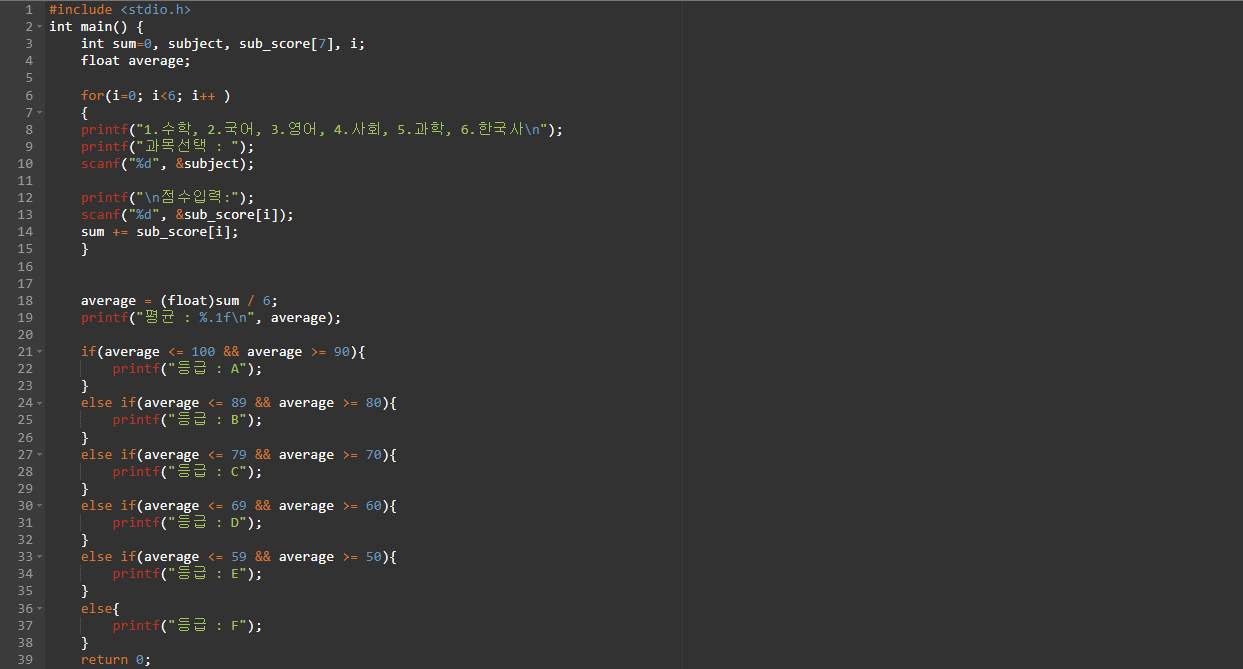 1 #include <stdio.h>
2 int main() {
3 int sum=0, subject, sub_score[7], i;
4 float average;
5
6 for(i=0; i<6; i++ )
7 {
8 printf("1.수학, 2.국어, 3.영어, 4.사회, 5.과학, 6.한국사\n");
9 printf("과목선택 : ");
10 scanf("%d", &subject);
11
12 printf("\n점수입력:");
13 scanf("%d", &sub_score[i]);
14 sum += sub_score[i];
15 }
16
17
18 average = (float)sum / 6;
19 printf("평균 : %.1f\n", average);
20
21 if(average <= 100 && average >= 90){
22 printf("등급 : A");
23 }
24 else if(average <= 89 && average >= 80){
25 printf("등급 : B");
26 }
27 else if(average <= 79 && average >= 70){
28 printf("등급 : C");
29 }
30 else if(average <= 69 && average >= 60){
31 printf("등급 : D");
32 }
33 else if(average <= 59 && average >= 50){
34 printf("등급 : E");
35 }
36 else{
37 printf("등급 : F");
38 }
39 return 0;